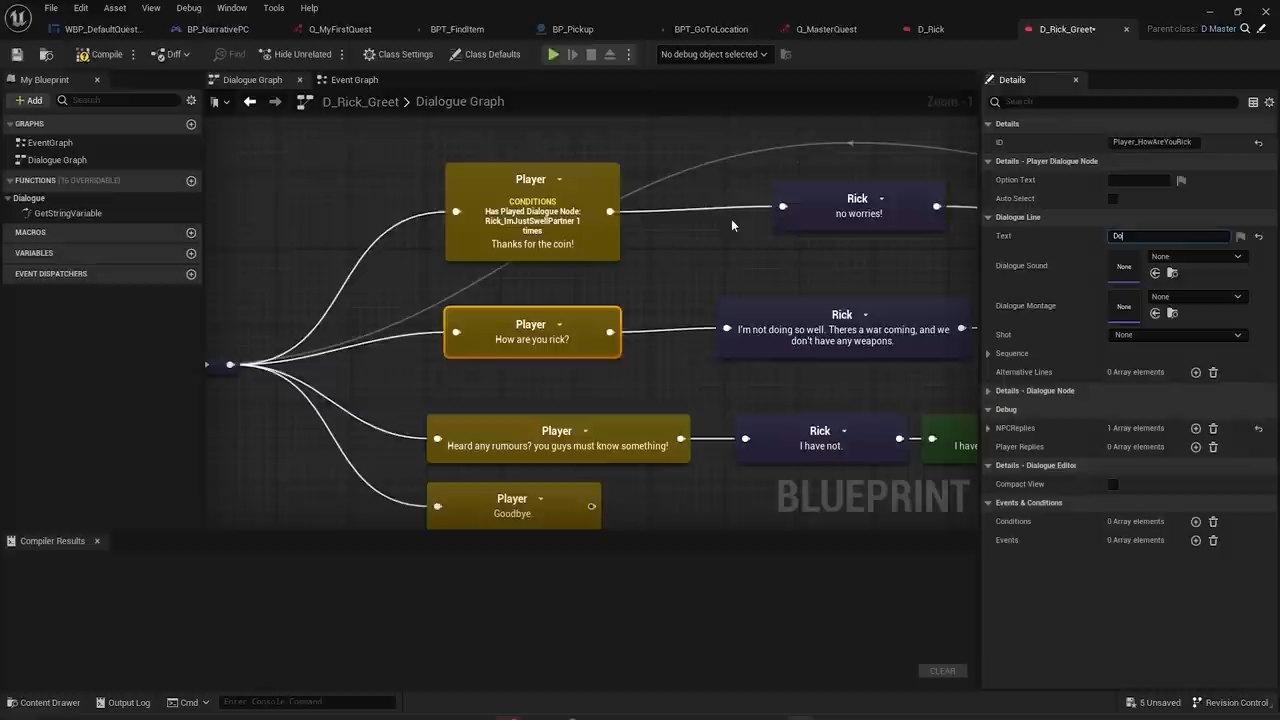 File Edit Asset View Debug Window Tools Help
WBP_DefaultQuest... BP_NarrativePC Q_MyFirstQuest BPT_FindItem BP_Pickup BPT_GoToLocation Q_MasterQuest D_Rick D_Rick_Greet* Parent class: D Master
Compile Diff Find Hide Unrelated Class Settings Class Defaults No debug object selected
My Blueprint
Add Search
GRAPHS
EventGraph
Dialogue Graph
FUNCTIONS (16 OVERRIDABLE)
Dialogue
GetStringVariable
MACROS
VARIABLES
EVENT DISPATCHERS
Dialogue Graph Event Graph
D_Rick_Greet > Dialogue Graph
Zoom -1
Player
CONDITIONS
Has Played Dialogue Node:
Rick_ImJustSwellPartner 1
times
Thanks for the coin!
Rick
no worries!
Player
How are you rick?
Rick
I'm not doing so well. Theres a war coming, and we
don't have any weapons.
Player
Heard any rumours? you guys must know something!
Rick
I have not.
I have
Player
Goodbye.
BLUEPRINT
Compiler Results
CLEAR
Details
Search
Details
ID Player_HowAreYouRick
Details - Player Dialogue Node
Option Text
Auto Select
Dialogue Line
Text Do
Dialogue Sound None None
Dialogue Montage None None
Shot None
Sequence
Alternative Lines 0 Array elements
Details - Dialogue Node
Debug
NPCReplies 1 Array elements
Player Replies 0 Array elements
Details - Dialogue Editor
Compact View
Events & Conditions
Conditions 0 Array elements
Events 0 Array elements
Content Drawer Output Log Cmd Enter Console Command 5 Unsaved Revision Control